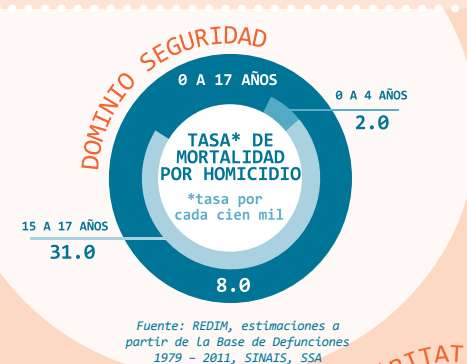 DOMINIO SEGURIDAD
0 A 17 AÑOS
0 A 4 AÑOS
2.0
TASA* DE
MORTALIDAD
POR HOMICIDIO
*tasa por
cada cien mil
15 A 17 AÑOS
31.0
8.0
Fuente: REDIM, estimaciones a
partir de la Base de Defunciones
1979 – 2011, SINAIS, SSA